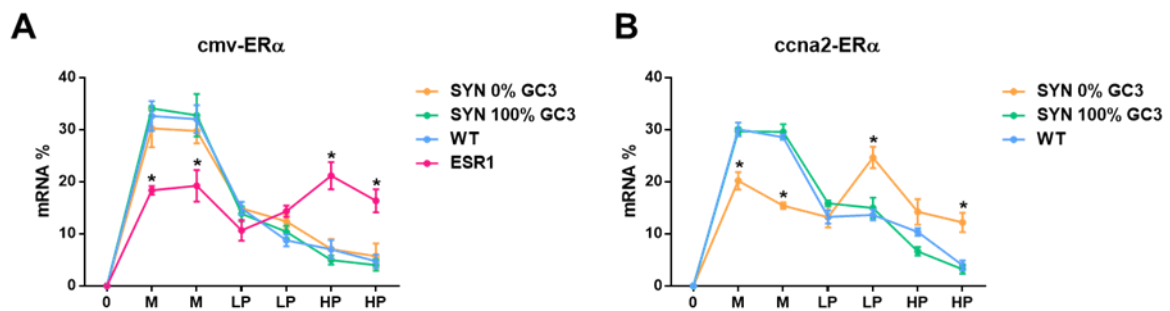 A
cmv-ERα
mRNA %
40
30
20
10
0
0 M M LP LP HP HP
* * * *
SYN 0% GC3
SYN 100% GC3
WT
ESR1
B
ccna2-ERα
mRNA %
40
30
20
10
0
0 M M LP LP HP HP
* * * *
SYN 0% GC3
SYN 100% GC3
WT